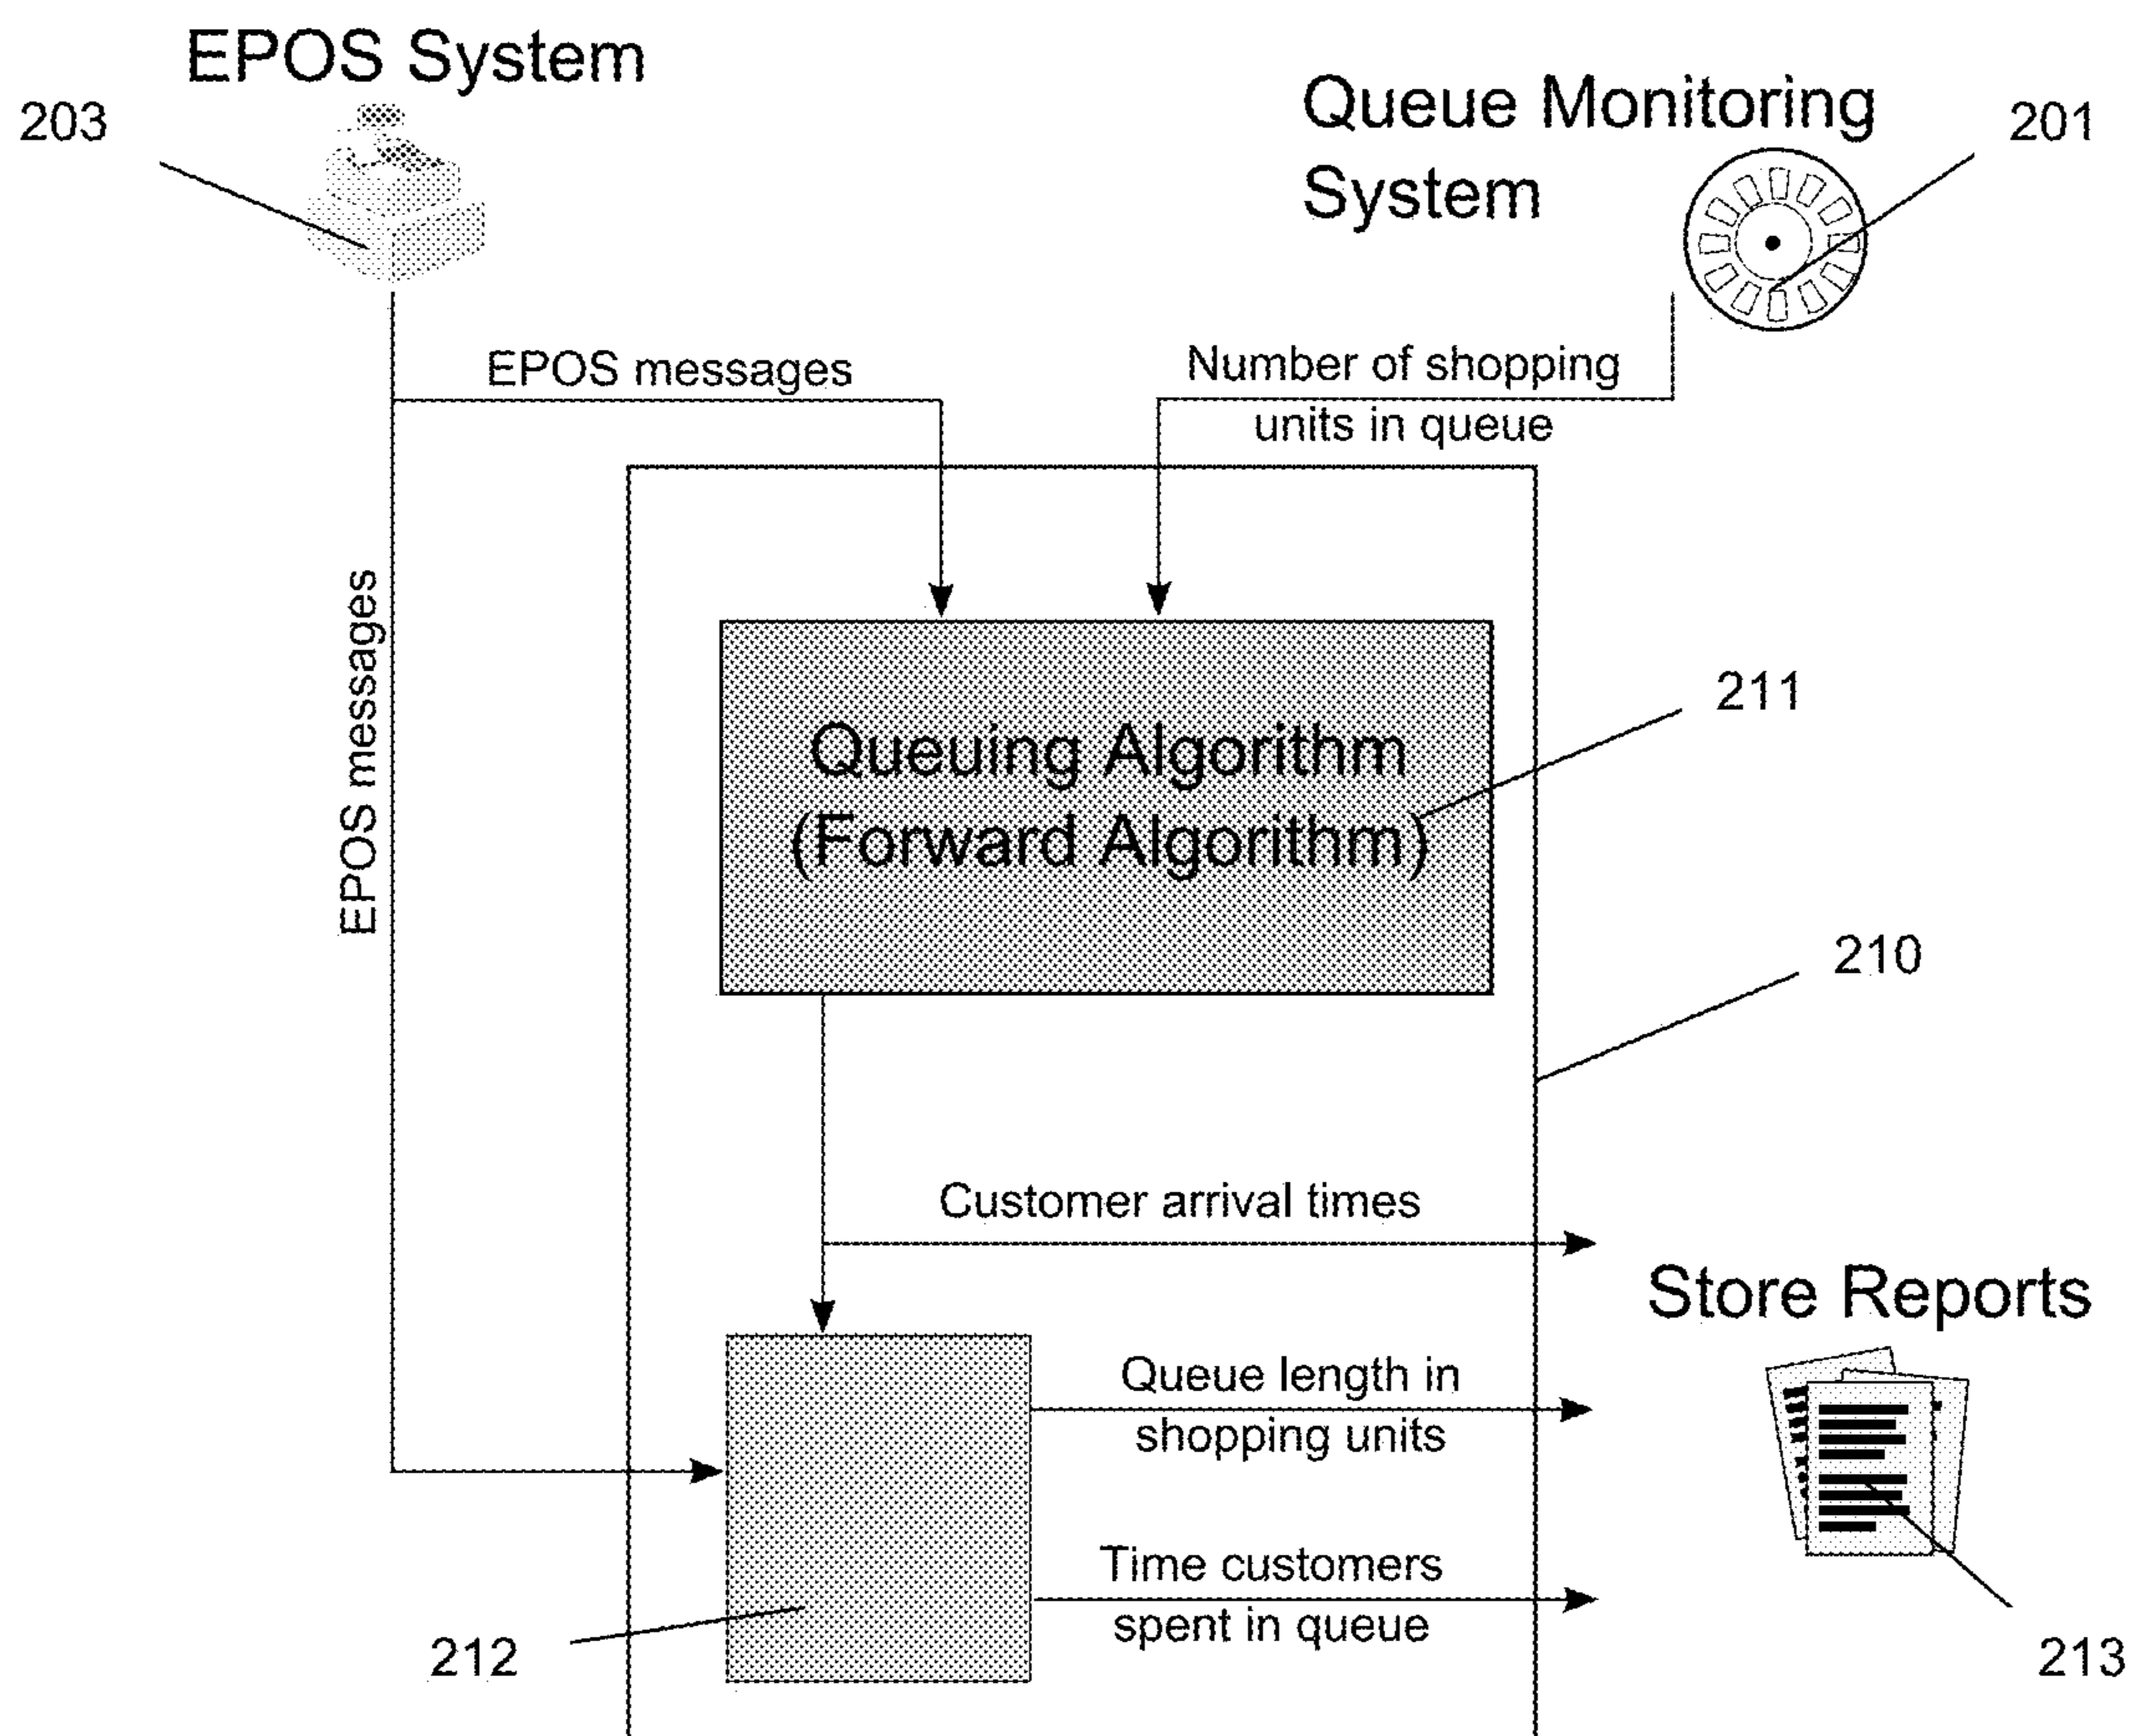 EPOS System
203
Queue Monitoring
System
201
EPOS messages
Number of shopping
units in queue
EPOS messages
Queuing Algorithm
(Forward Algorithm)
211
210
Customer arrival times
Store Reports
Queue length in
shopping units
Time customers
spent in queue
212
213